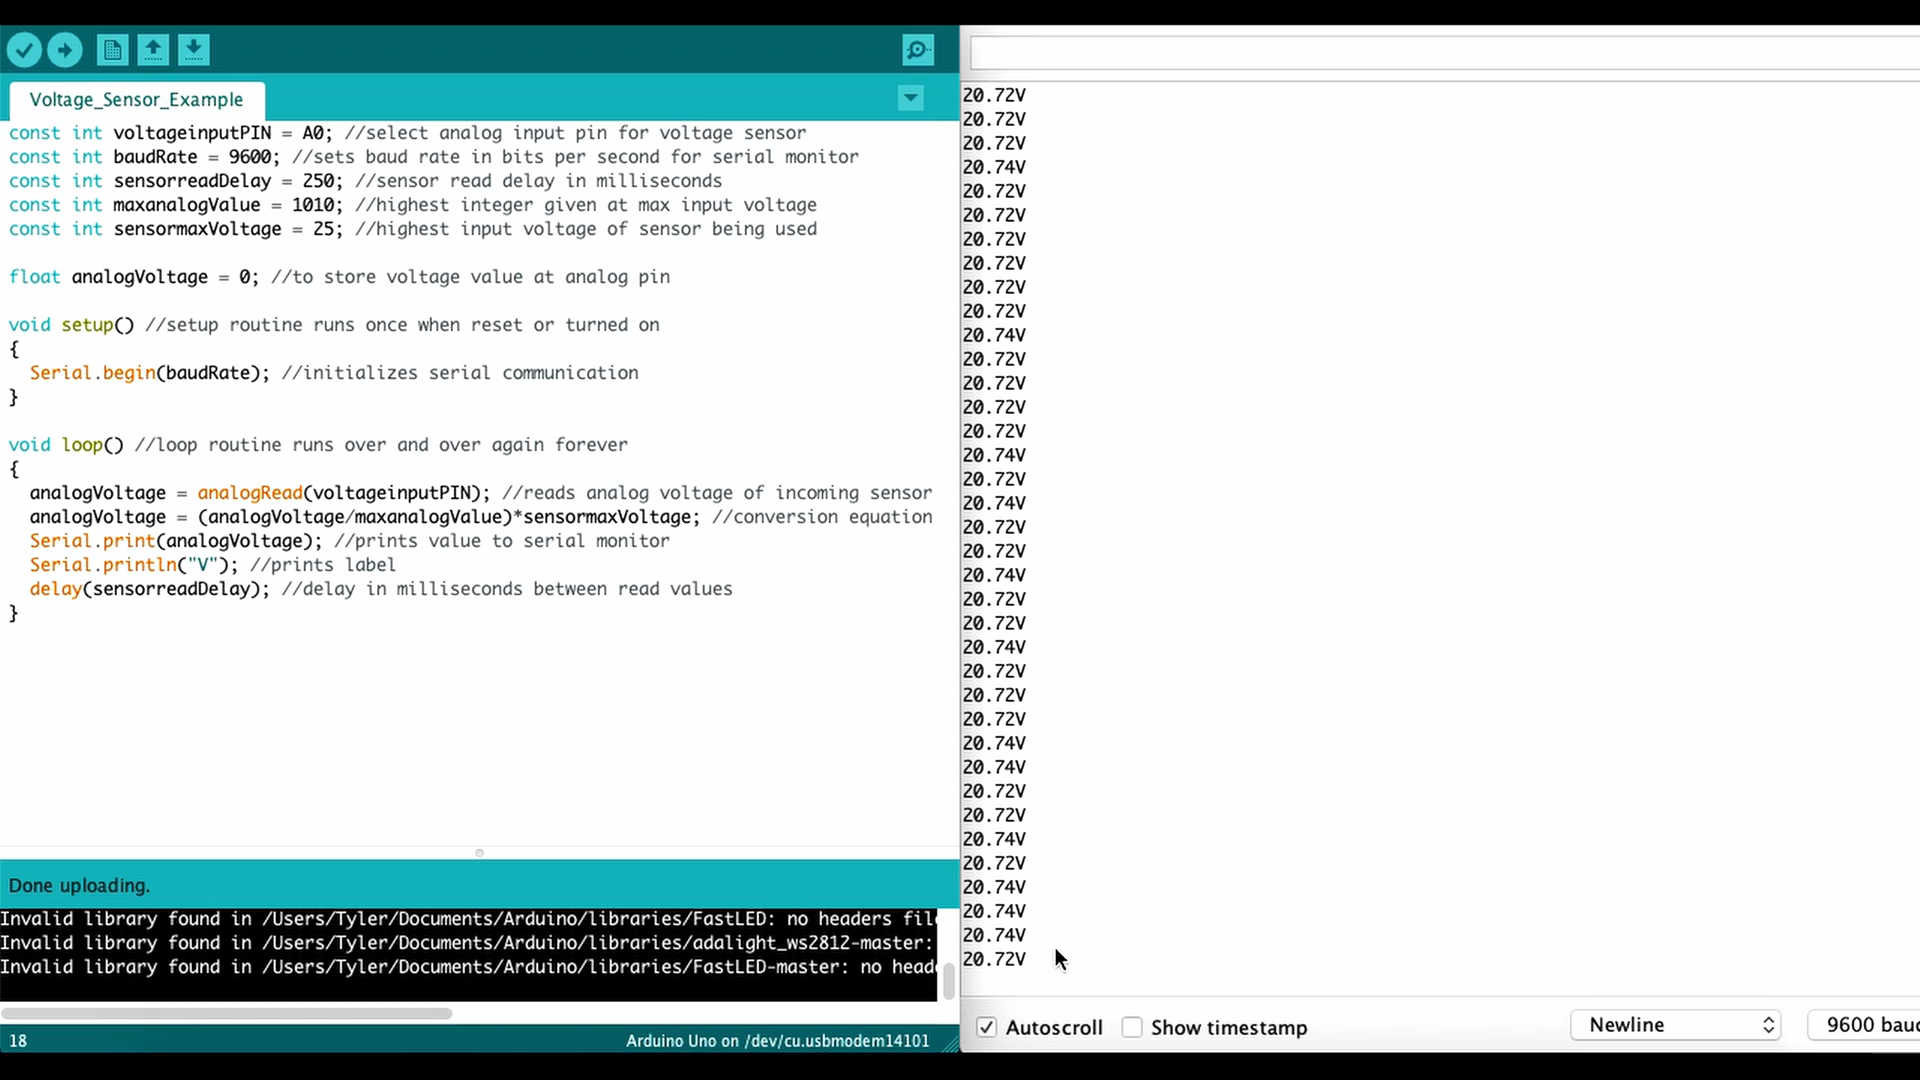 Voltage_Sensor_Example
const int voltageinputPIN = A0; //select analog input pin for voltage sensor
const int baudRate = 9600; //sets baud rate in bits per second for serial monitor
const int sensorreadDelay = 250; //sensor read delay in milliseconds
const int maxanalogValue = 1010; //highest integer given at max input voltage
const int sensormaxVoltage = 25; //highest input voltage of sensor being used
float analogVoltage = 0; //to store voltage value at analog pin
void setup() //setup routine runs once when reset or turned on
{
Serial.begin(baudRate); //initializes serial communication
}
void loop() //loop routine runs over and over again forever
{
analogVoltage = analogRead(voltageinputPIN); //reads analog voltage of incoming sensor
analogVoltage = (analogVoltage/maxanalogValue)*sensormaxVoltage; //conversion equation
Serial.print(analogVoltage); //prints value to serial monitor
Serial.println("V"); //prints label
delay(sensorreadDelay); //delay in milliseconds between read values
}
Done uploading.
Invalid library found in /Users/Tyler/Documents/Arduino/libraries/FastLED: no headers fil
Invalid library found in /Users/Tyler/Documents/Arduino/libraries/adalight_ws2812-master:
Invalid library found in /Users/Tyler/Documents/Arduino/libraries/FastLED-master: no head
18
Arduino Uno on /dev/cu.usbmodem14101
20.72V
20.72V
20.72V
20.74V
20.72V
20.72V
20.72V
20.72V
20.72V
20.72V
20.74V
20.72V
20.72V
20.72V
20.72V
20.74V
20.72V
20.74V
20.72V
20.72V
20.74V
20.72V
20.72V
20.74V
20.72V
20.72V
20.72V
20.74V
20.74V
20.72V
20.72V
20.74V
20.72V
20.74V
20.74V
20.74V
20.72V
Autoscroll
Show timestamp
Newline
9600 bau